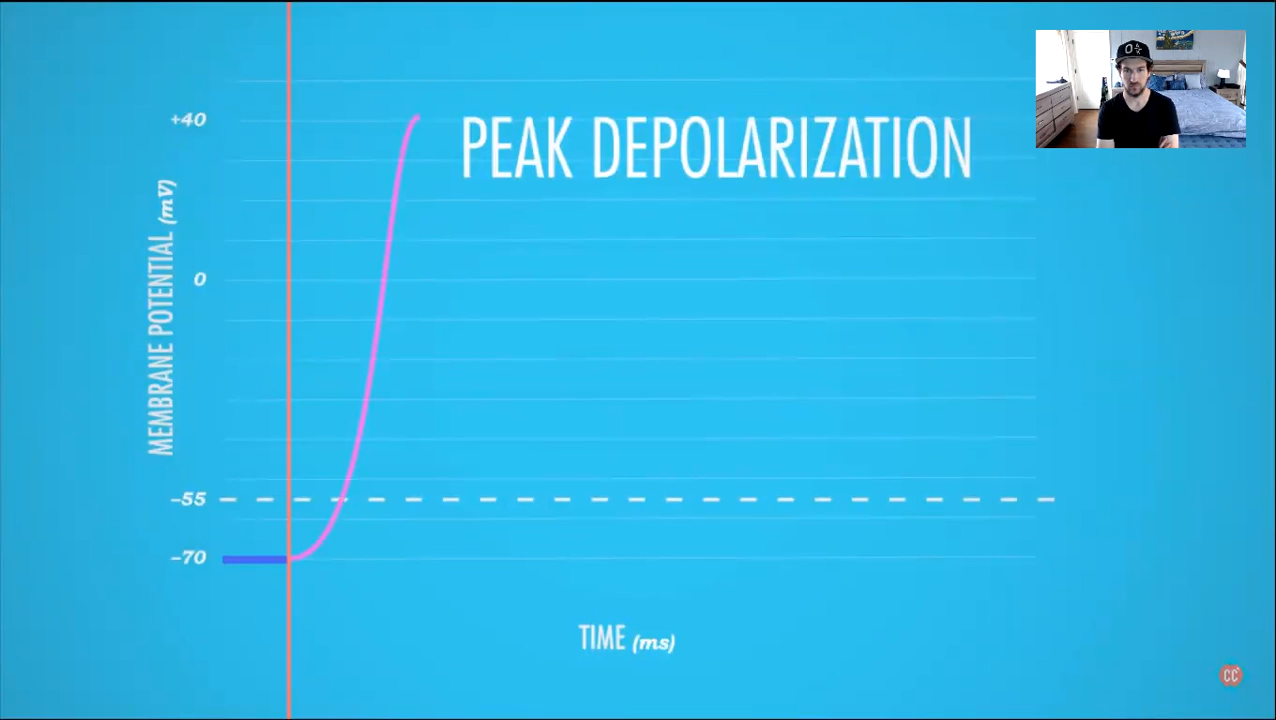 +40
PEAK DEPOLARIZATION
MEMBRANE POTENTIAL (mV)
0
–55
–70
TIME (ms)
CC